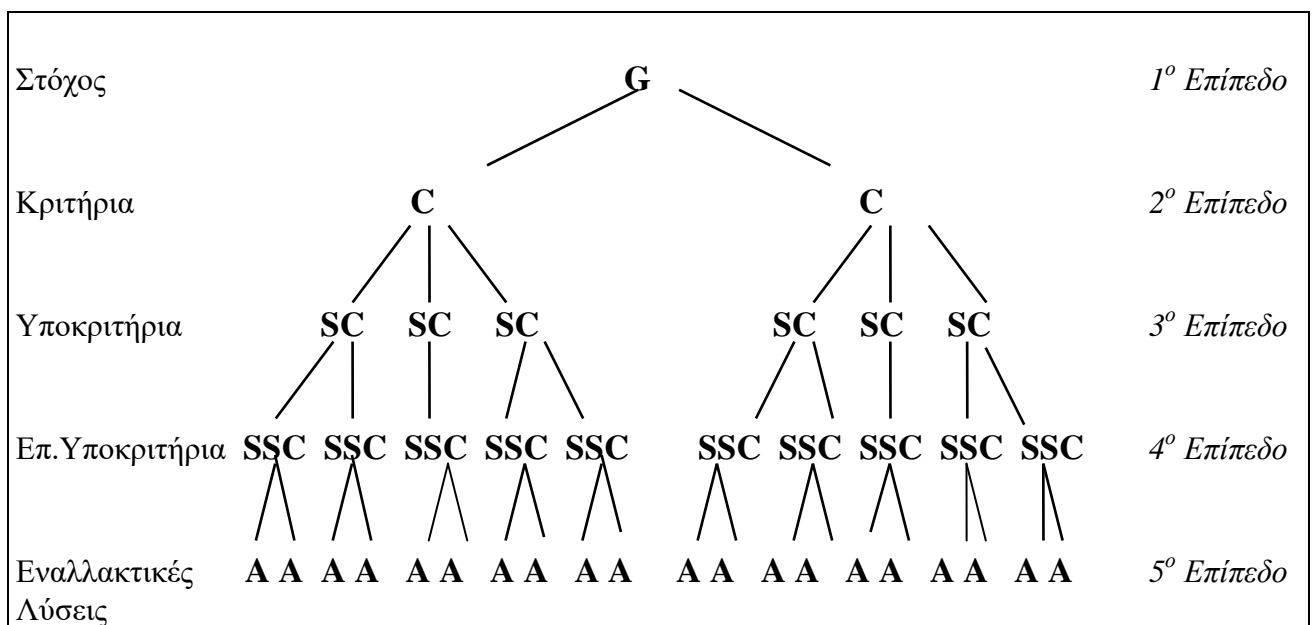 Στόχος G 1ο Επίπεδο
Κριτήρια C C 2ο Επίπεδο
Υποκριτήρια SC SC SC SC SC SC 3ο Επίπεδο
Επ.Υποκριτήρια SSC SSC SSC SSC SSC SSC SSC SSC SSC SSC 4ο Επίπεδο
Εναλλακτικές A A A A A A A A A A A A A A A A A A A A 5ο Επίπεδο
Λύσεις